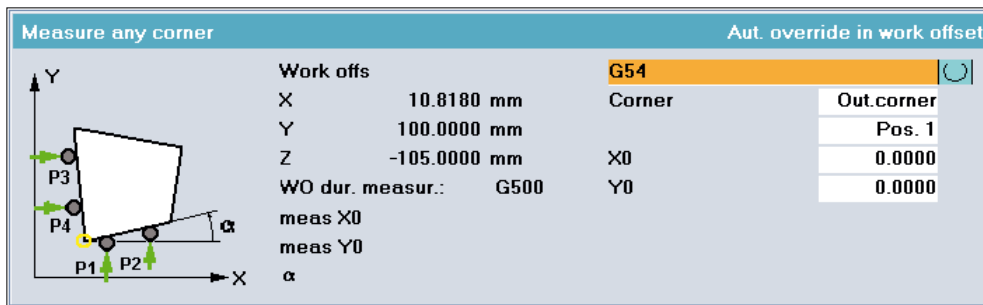 Measure any corner Aut. override in work offset
Y
Work offs G54
X 10.8180 mm Corner Out.corner
Y 100.0000 mm Pos. 1
Z -105.0000 mm X0 0.0000
P3
WO dur. measur.: G500 Y0 0.0000
meas X0
P4 α
meas Y0
P1 P2
X
α